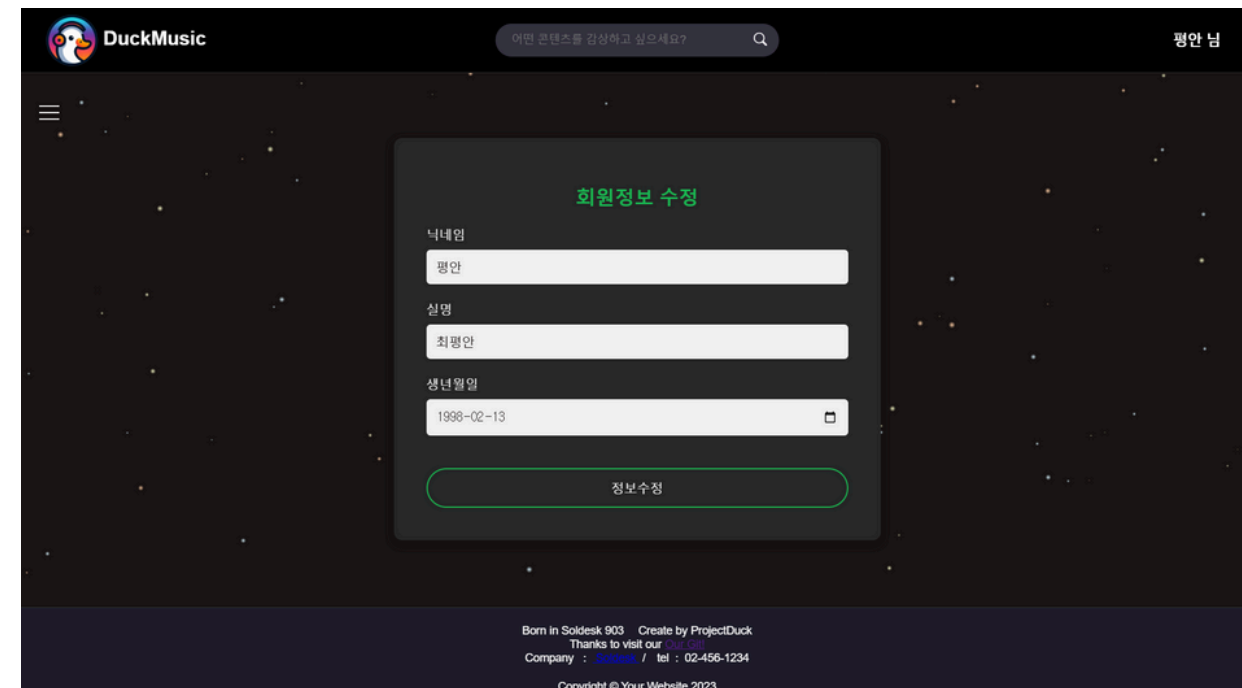 DuckMusic
어떤 콘텐츠를 감상하고 싶으세요?
평안 님
회원정보 수정
닉네임
평안
실명
최평안
생년월일
1998-02-13
정보수정
Born in Soldesk 903 Create by ProjectDuck
Thanks to visit our Our Git!
Company : Soldesk / tel : 02-456-1234
Copyright © Your Website 2023